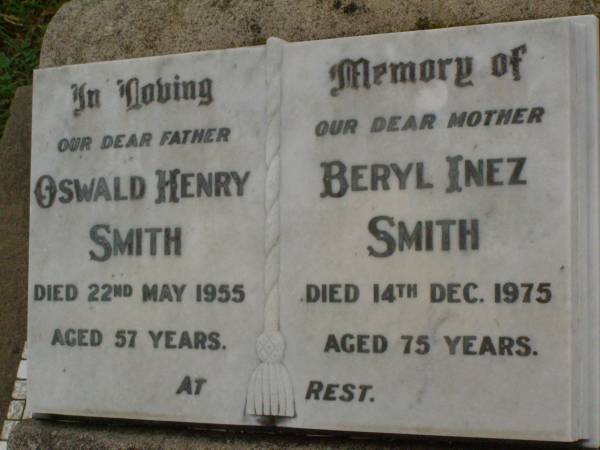 In Loving
OUR DEAR FATHER
OSWALD HENRY
SMITH
DIED 22ND MAY 1955
AGED 57 YEARS.
AT
Memory of
OUR DEAR MOTHER
BERYL INEZ
SMITH
DIED 14TH DEC. 1975
AGED 75 YEARS.
REST.